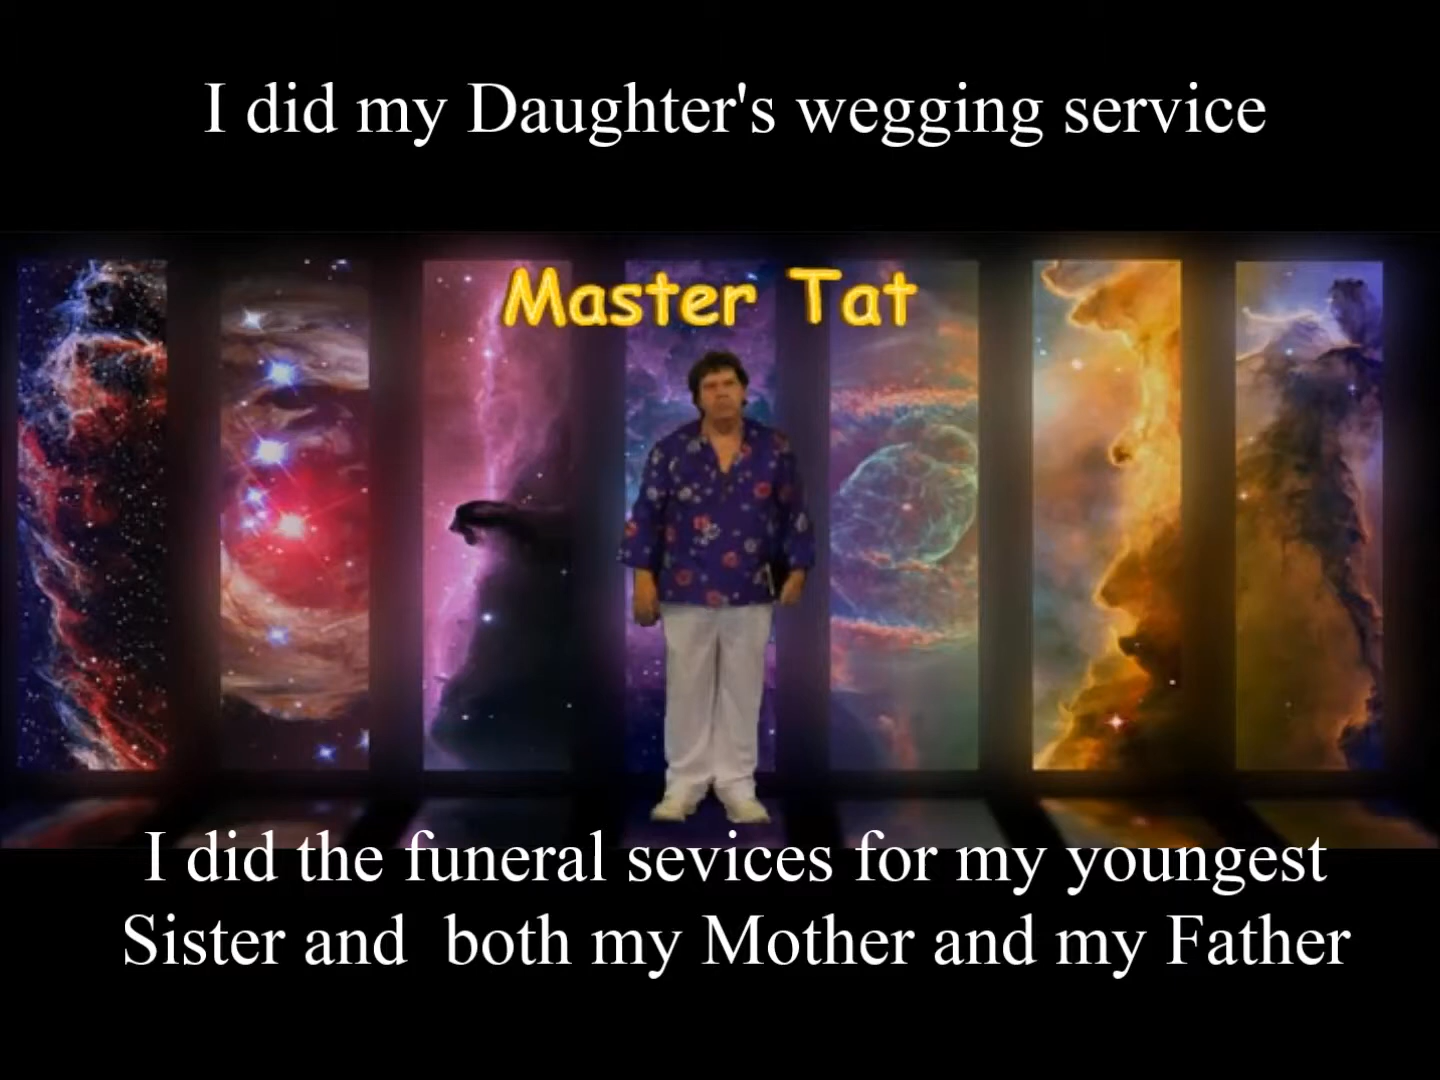 I did my Daughter's wegging service
Master Tat
I did the funeral sevices for my youngest
Sister and  both my Mother and my Father